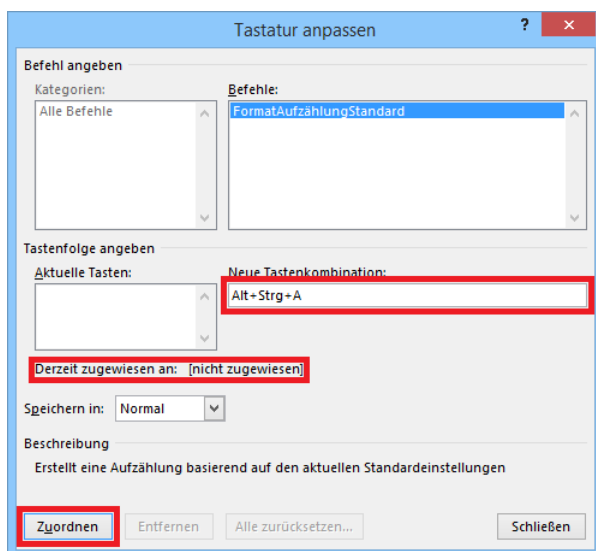 Tastatur anpassen
?
Befehl angeben
Kategorien:
Befehle:
Alle Befehle
FormatAufzählungStandard
Tastenfolge angeben
Aktuelle Tasten:
Neue Tastenkombination:
Alt+Strg+A
Derzeit zugewiesen an: [nicht zugewiesen]
Speichern in: Normal
Beschreibung
Erstellt eine Aufzählung basierend auf den aktuellen Standardeinstellungen
Zuordnen
Entfernen
Alle zurücksetzen...
Schließen